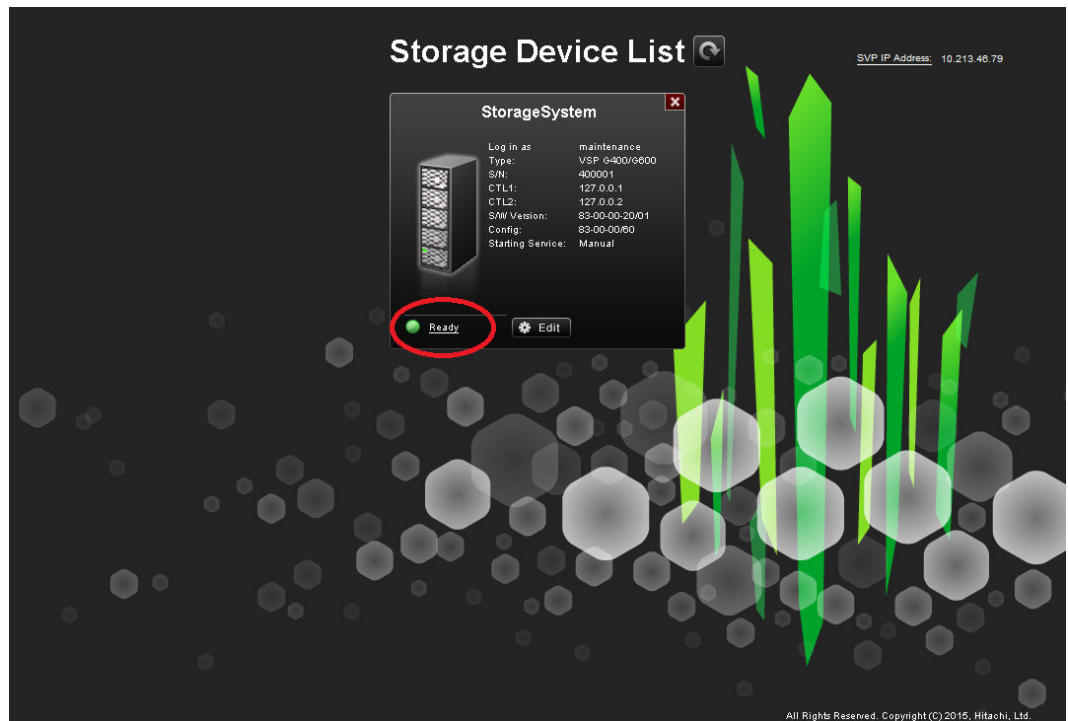 Storage Device List
SVP IP Address: 10.213.46.79
StorageSystem
Log in as maintenance
Type: VSP G400/G600
S/N: 400001
CTL1: 127.0.0.1
CTL2: 127.0.0.2
S/W Version: 83-00-00-20/01
Config: 83-00-00/60
Starting Service: Manual
Ready
Edit
All Rights Reserved. Copyright (C) 2015, Hitachi, Ltd.